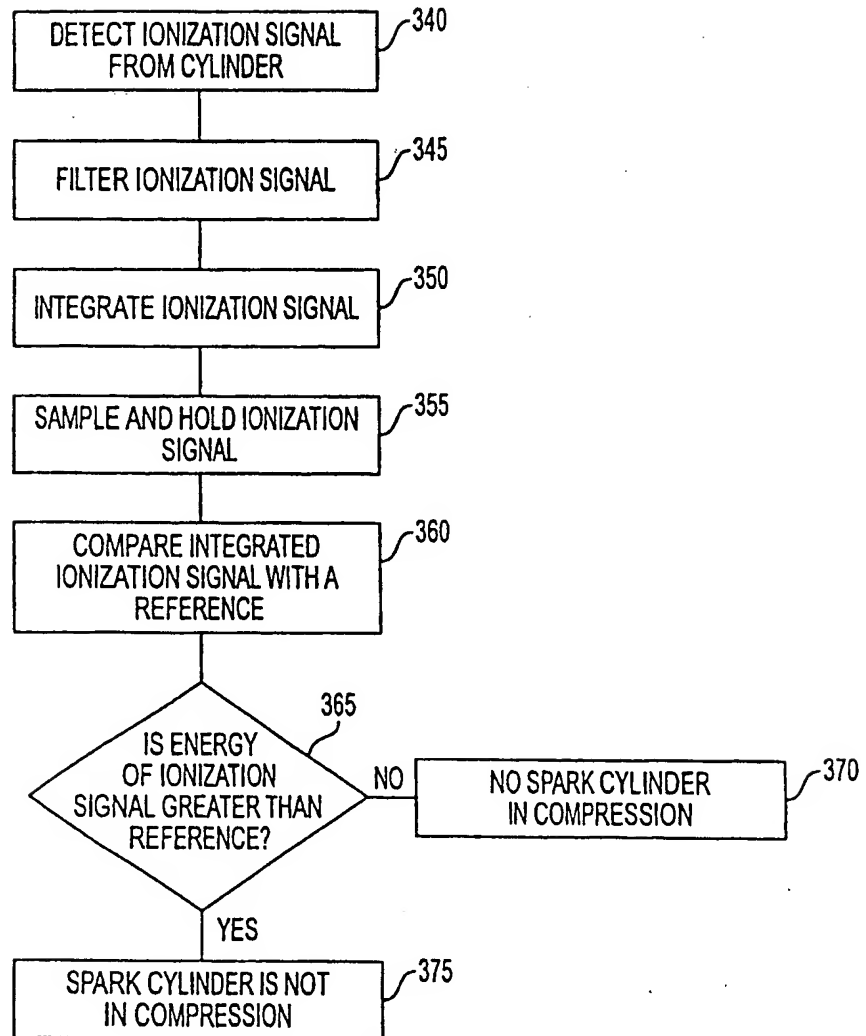 DETECT IONIZATION SIGNAL
FROM CYLINDER
340
FILTER IONIZATION SIGNAL
345
INTEGRATE IONIZATION SIGNAL
350
SAMPLE AND HOLD IONIZATION
SIGNAL
355
COMPARE INTEGRATED
IONIZATION SIGNAL WITH A
REFERENCE
360
IS ENERGY
OF IONIZATION
SIGNAL GREATER THAN
REFERENCE?
365
NO
NO SPARK CYLINDER
IN COMPRESSION
370
YES
SPARK CYLINDER IS NOT
IN COMPRESSION
375